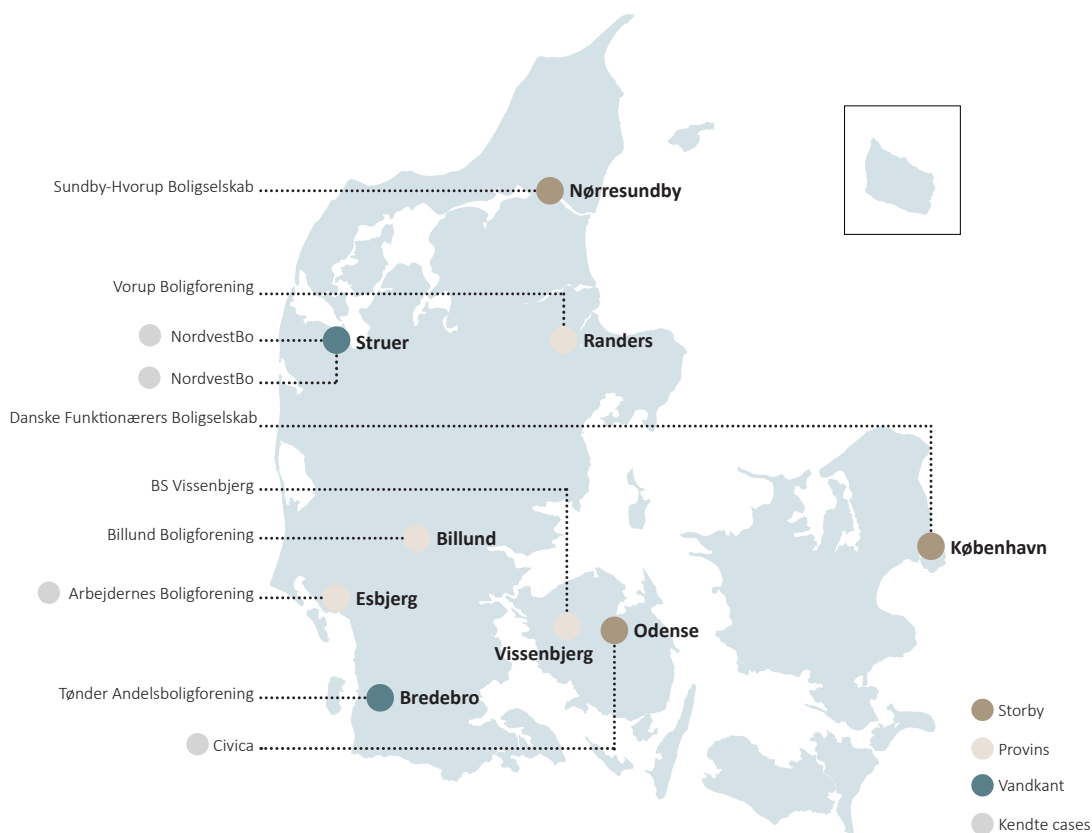 Sundby-Hvorup Boligselskab
Nørresundby
Vorup Boligforening
NordvestBo
Struer
Randers
NordvestBo
Danske Funktionærers Boligselskab
BS Vissenbjerg
Billund Boligforening
Billund
København
Arbejdernes Boligforening
Esbjerg
Odense
Vissenbjerg
Tønder Andelsboligforening
Bredebro
Civica
Storby
Provins
Vandkant
Kendte cases